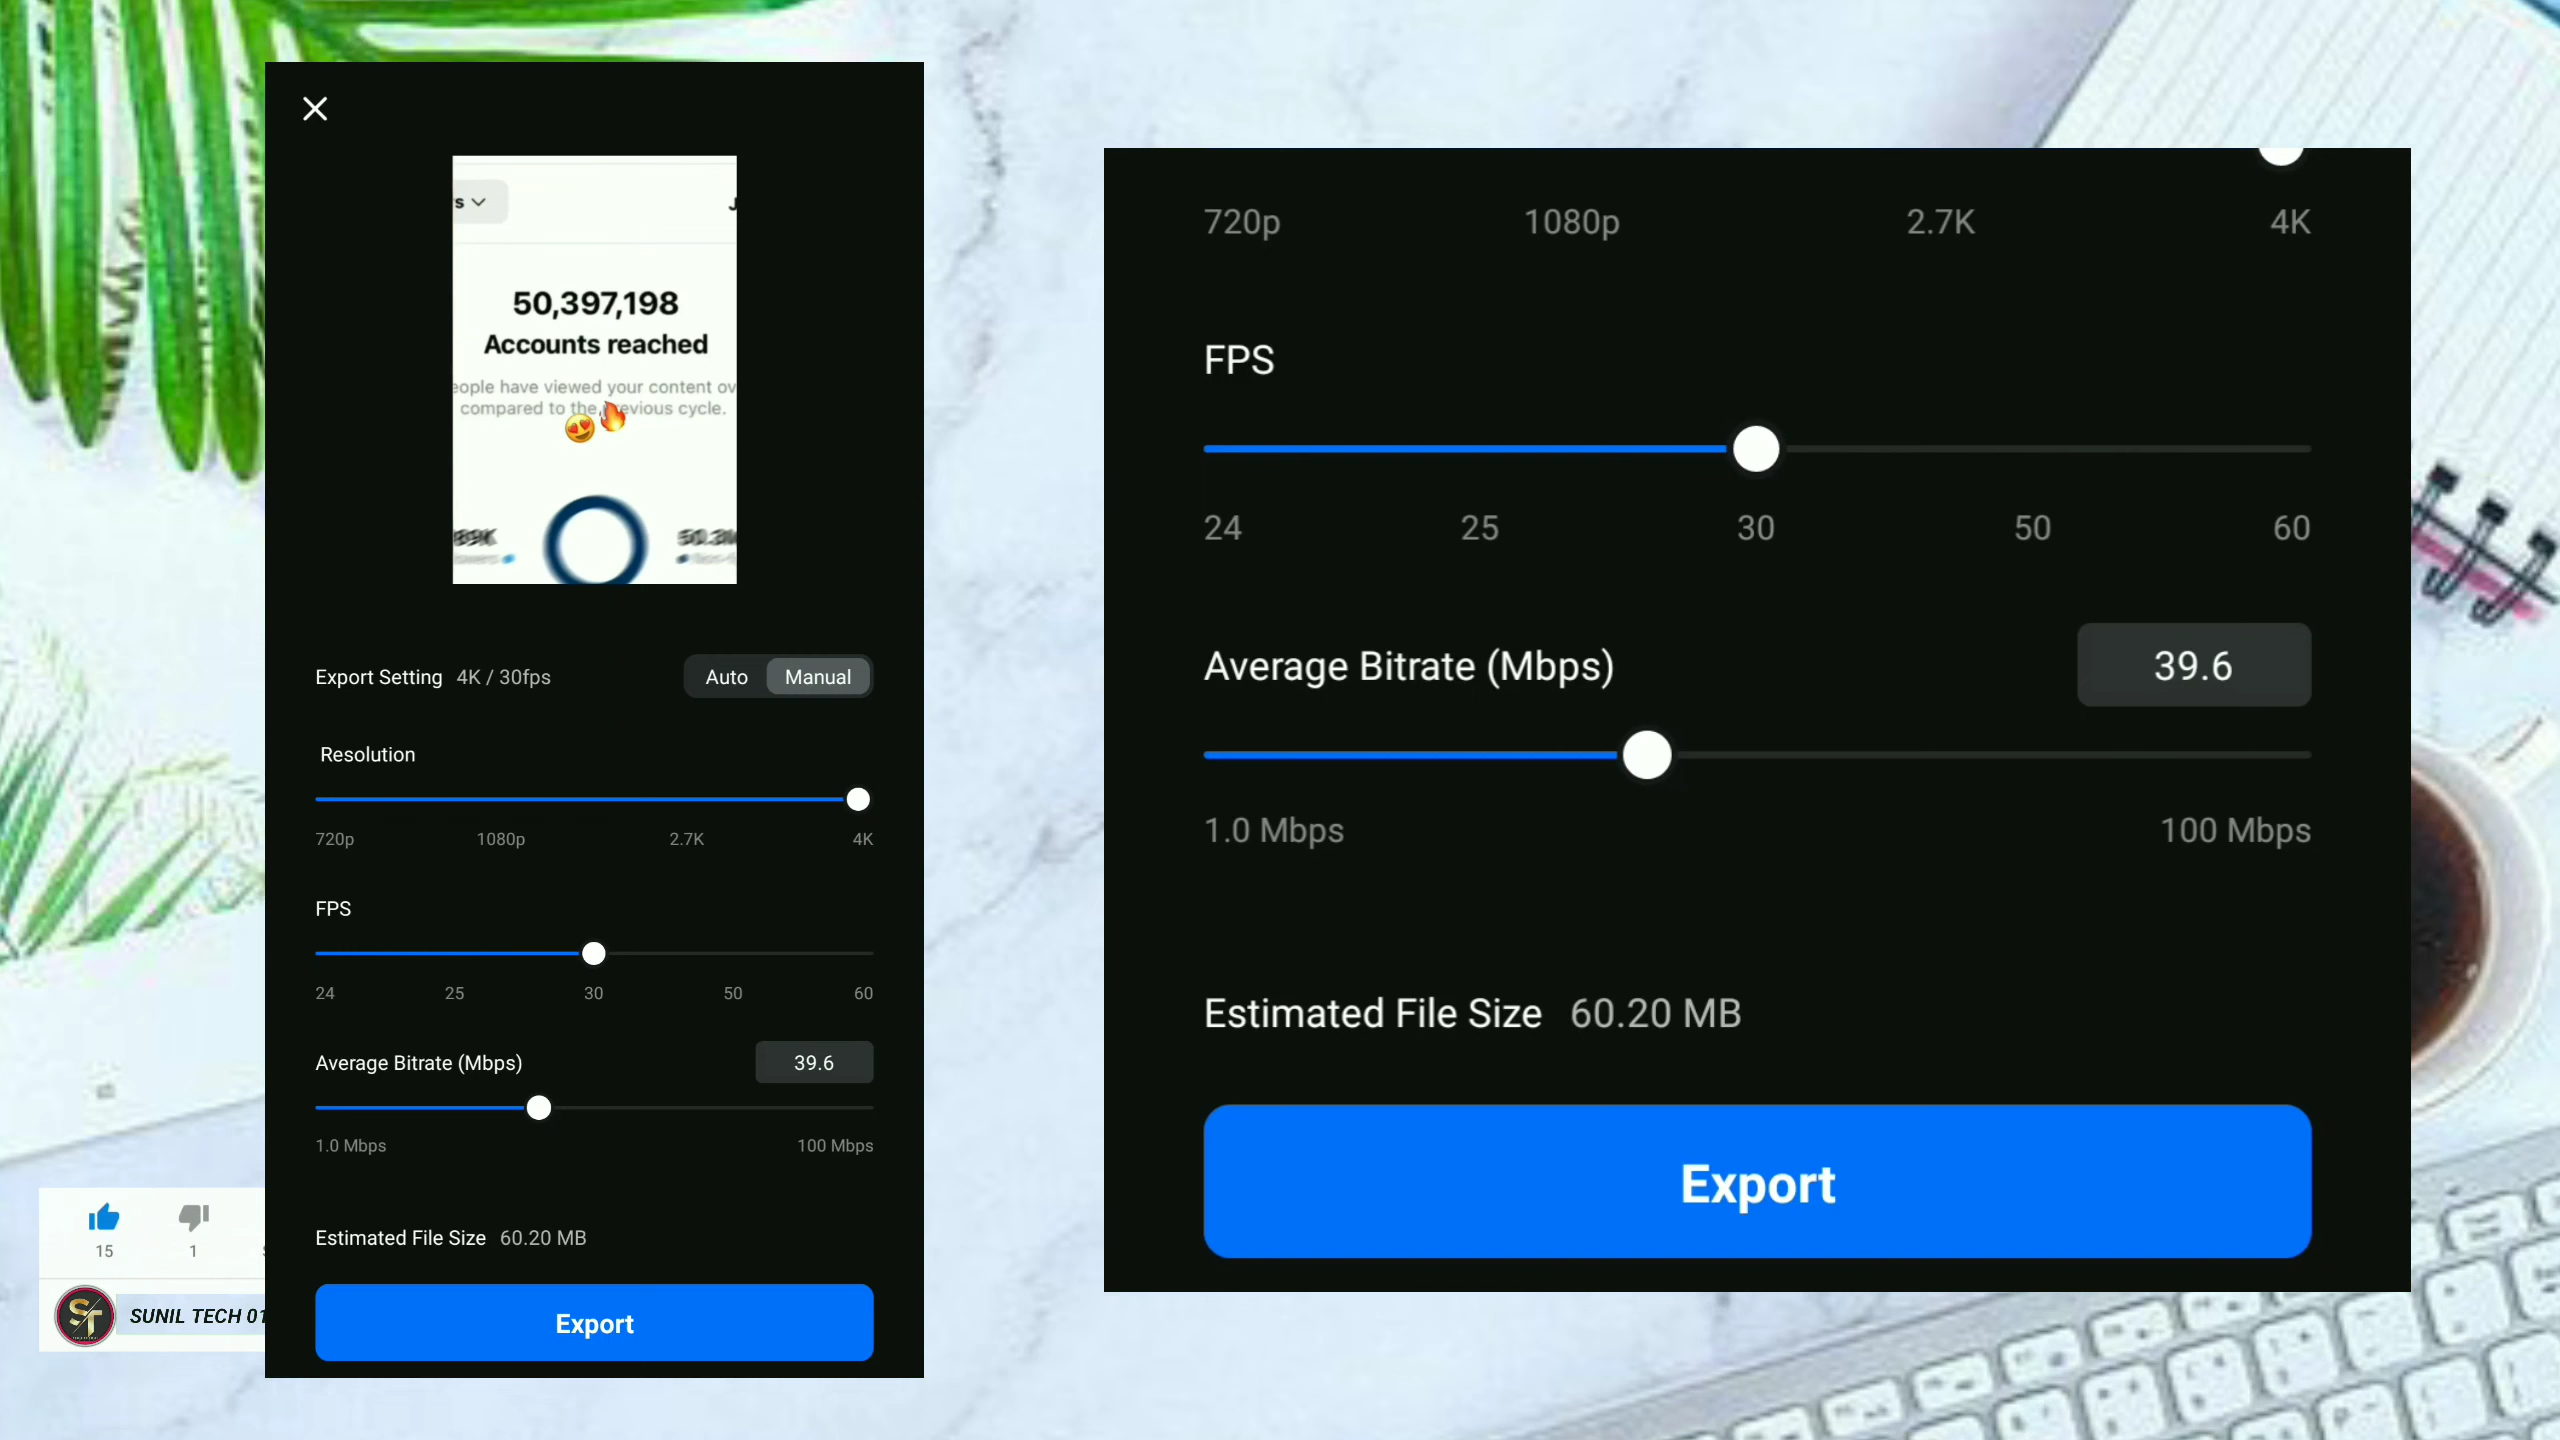 s
50,397,198
Accounts reached
eople have viewed your content ov
compared to the evious cycle.
89K
50.3
Export Setting 4K / 30fps
Auto Manual
Resolution
720p 1080p 2.7K 4K
FPS
24 25 30 50 60
Average Bitrate (Mbps) 39.6
1.0 Mbps 100 Mbps
Estimated File Size 60.20 MB
Export
15 1
SUNIL TECH 01
720p 1080p 2.7K 4K
FPS
24 25 30 50 60
Average Bitrate (Mbps) 39.6
1.0 Mbps 100 Mbps
Estimated File Size 60.20 MB
Export